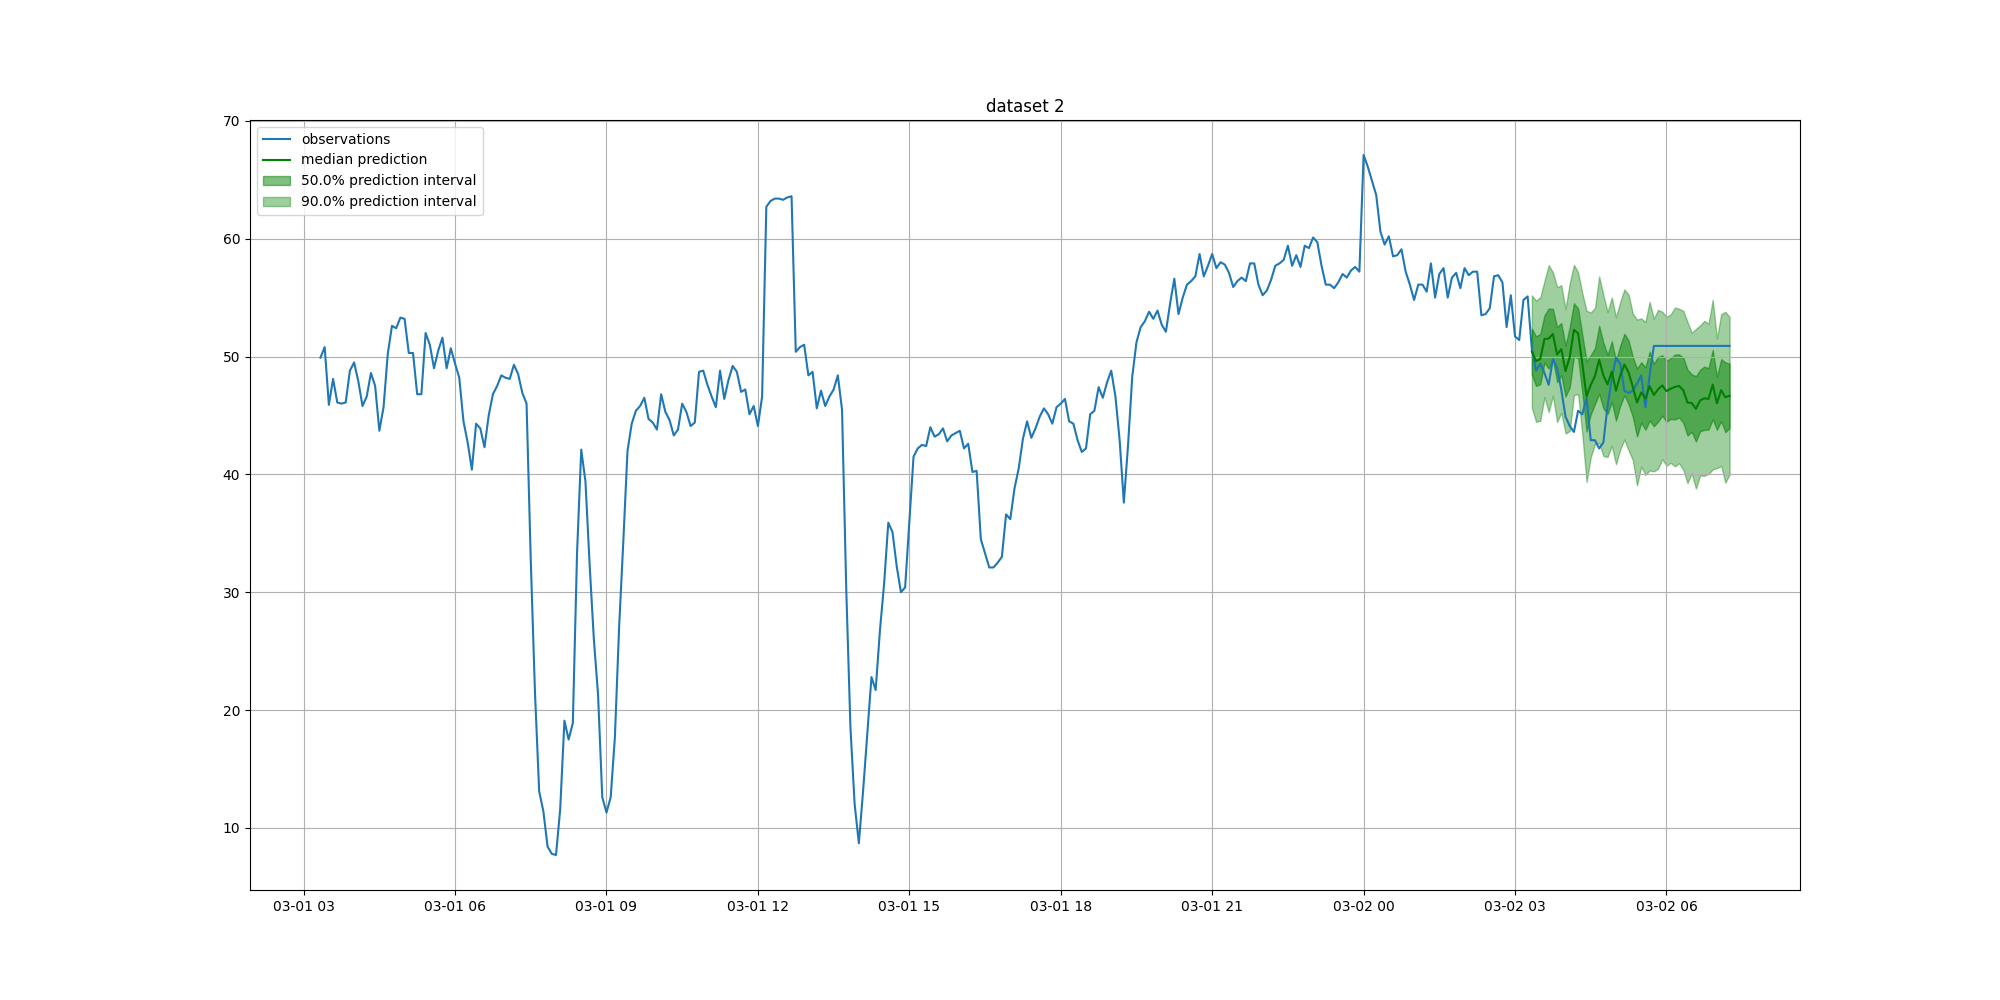 dataset 2
observations
median prediction
50.0% prediction interval
90.0% prediction interval
70
60
50
40
30
20
10
03-01 03 03-01 06 03-01 09 03-01 12 03-01 15 03-01 18 03-01 21 03-02 00 03-02 03 03-02 06